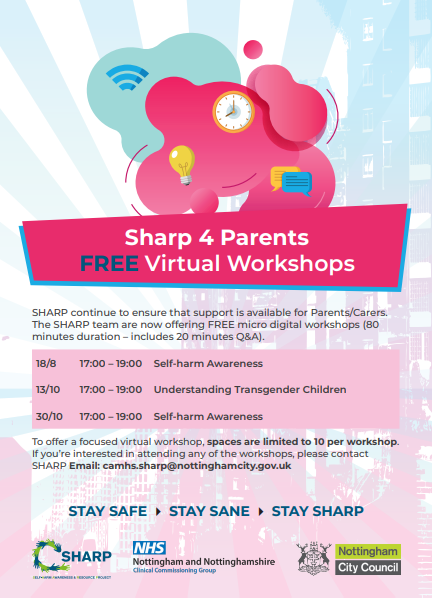 Sharp 4 Parents
FREE Virtual Workshops
SHARP continue to ensure that support is available for Parents/Carers.
The SHARP team are now offering FREE micro digital workshops (80
minutes duration – includes 20 minutes Q&A).
18/8 17:00 – 19:00 Self-harm Awareness
13/10 17:00 – 19:00 Understanding Transgender Children
30/10 17:00 – 19:00 Self-harm Awareness
To offer a focused virtual workshop, spaces are limited to 10 per workshop.
If you're interested in attending any of the workshops, please contact
SHARP Email: camhs.sharp@nottinghamcity.gov.uk
STAY SAFE STAY SANE STAY SHARP
SHARP
SELF-HARM AWARENESS & RESOURCE PROJECT
NHS
Nottingham and Nottinghamshire
Clinical Commissioning Group
Nottingham
City Council